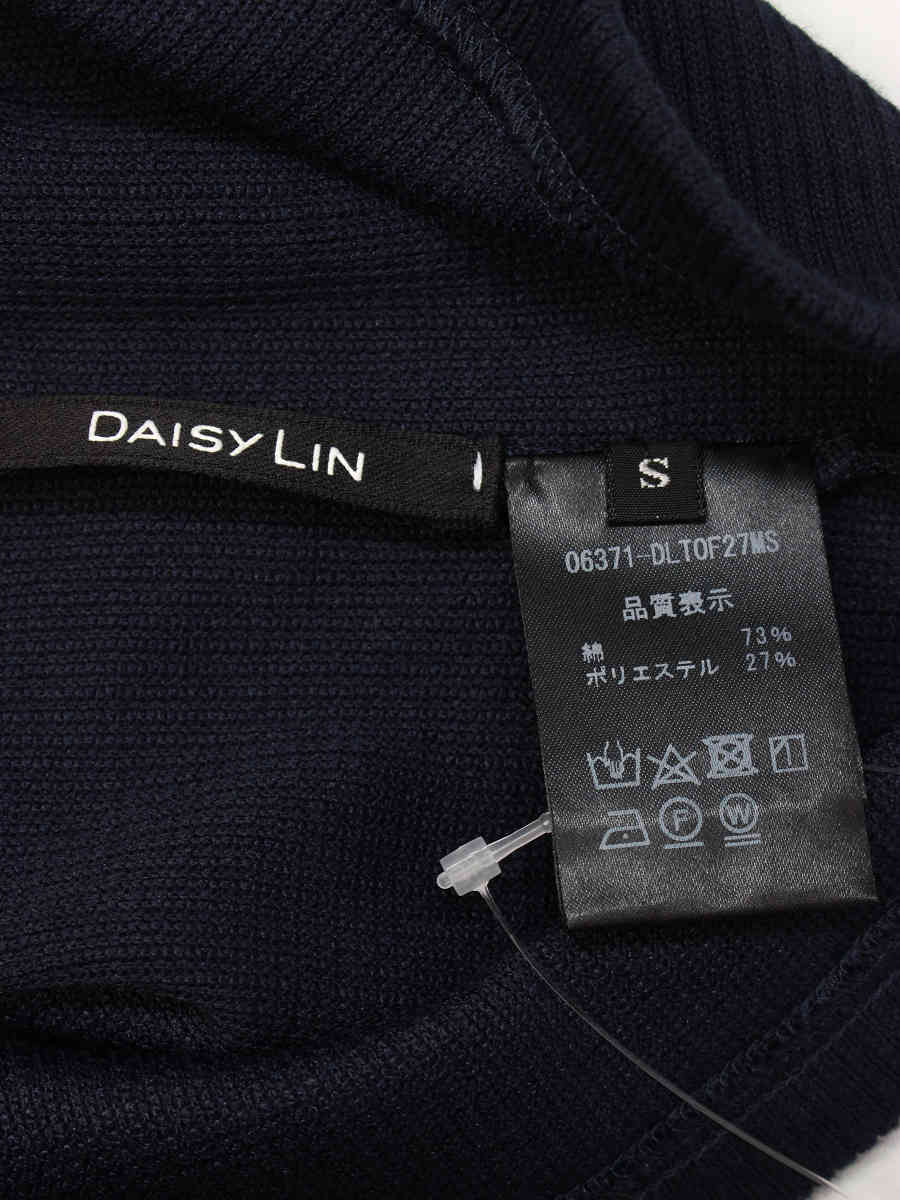 DAISY LIN
S
06371-DLTOF27MS
品質表示
綿 73%
ポリエステル 27%
P
W